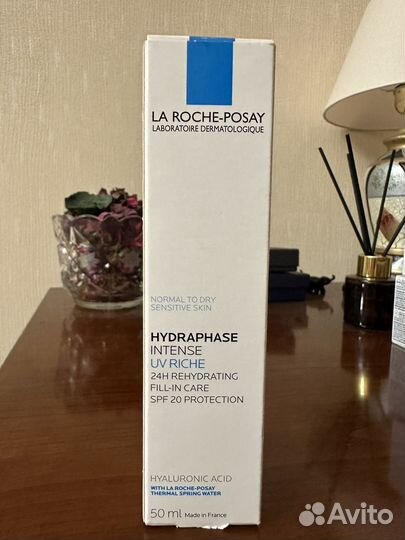 LA ROCHE-POSAY
LABORATOIRE DERMATOLOGIQUE
NORMAL TO DRY
SENSITIVE SKIN
HYDRAPHASE
INTENSE
UV RICHE
24H REHYDRATING
FILL-IN CARE
SPF 20 PROTECTION
HYALURONIC ACID
WITH LA ROCHE-POSAY
THERMAL SPRING WATER
50 ml Made in France
Avito